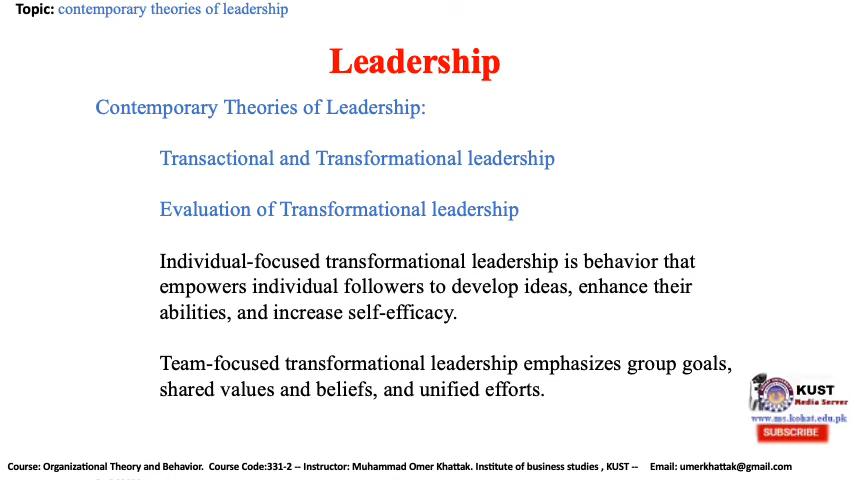 Topic: contemporary theories of leadership
Leadership
Contemporary Theories of Leadership:
Transactional and Transformational leadership
Evaluation of Transformational leadership
Individual-focused transformational leadership is behavior that
empowers individual followers to develop ideas, enhance their
abilities, and increase self-efficacy.
Team-focused transformational leadership emphasizes group goals,
shared values and beliefs, and unified efforts.
KUST
Media Server
www.ms.kohat.edu.pk
SUBSCRIBE
Course: Organizational Theory and Behavior. Course Code:331-2 -- Instructor: Muhammad Omer Khattak. Institute of business studies , KUST -- Email: umerkhattak@gmail.com